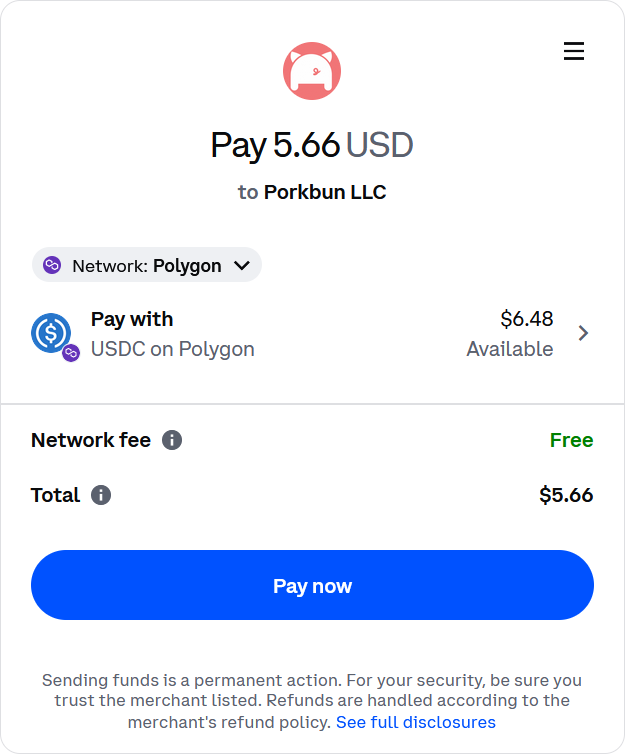 Pay 5.66 USD
to Porkbun LLC
Network: Polygon
Pay with
$6.48
USDC on Polygon
Available
Network fee
Free
Total
$5.66
Pay now
Sending funds is a permanent action. For your security, be sure you
trust the merchant listed. Refunds are handled according to the
merchant's refund policy. See full disclosures